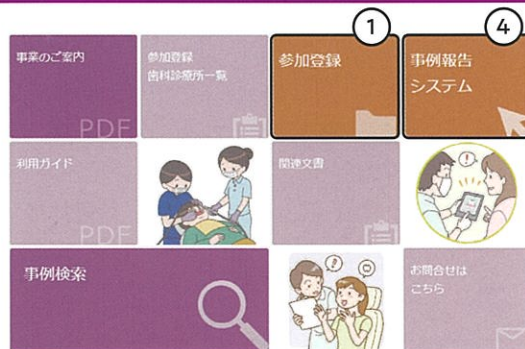 ① ④
事業のご案内
PDF
参加登録
歯科診療所一覧
参加登録
事例報告
システム
利用ガイド
PDF
関連文書
事例検索
お問合せは
こちら